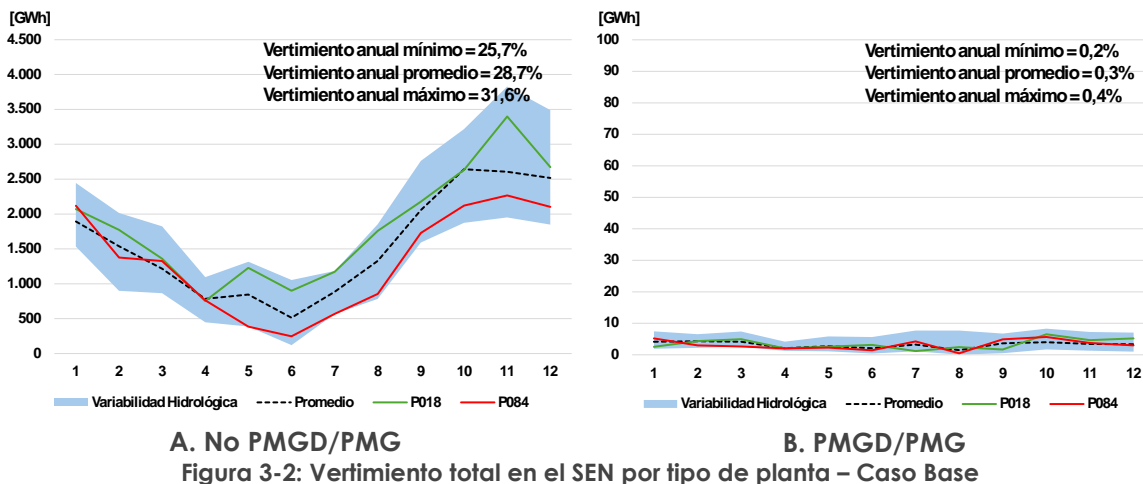 [GWh]
4.500
4.000
3.500
3.000
2.500
2.000
1.500
1.000
500
0
Vertimiento anual mínimo = 25,7%
Vertimiento anual promedio = 28,7%
Vertimiento anual máximo = 31,6%
1 2 3 4 5 6 7 8 9 10 11 12
Variabilidad Hidrológica Promedio P018 P084
A. No PMGD/PMG
[GWh]
100
90
80
70
60
50
40
30
20
10
0
Vertimiento anual mínimo = 0,2%
Vertimiento anual promedio = 0,3%
Vertimiento anual máximo = 0,4%
1 2 3 4 5 6 7 8 9 10 11 12
Variabilidad Hidrológica Promedio P018 P084
B. PMGD/PMG
Figura 3-2: Vertimiento total en el SEN por tipo de planta – Caso Base